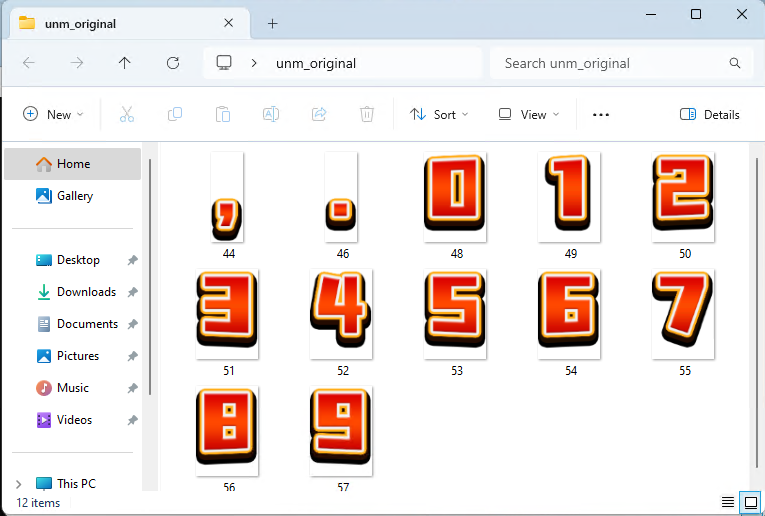 unm_original
unm_original
Search unm_original
New
Sort
View
Details
Home
Gallery
Desktop
Downloads
Documents
Pictures
Music
Videos
This PC
, . 0 1 2
44 46 48 49 50
3 4 5 6 7
51 52 53 54 55
8 9
56 57
12 items